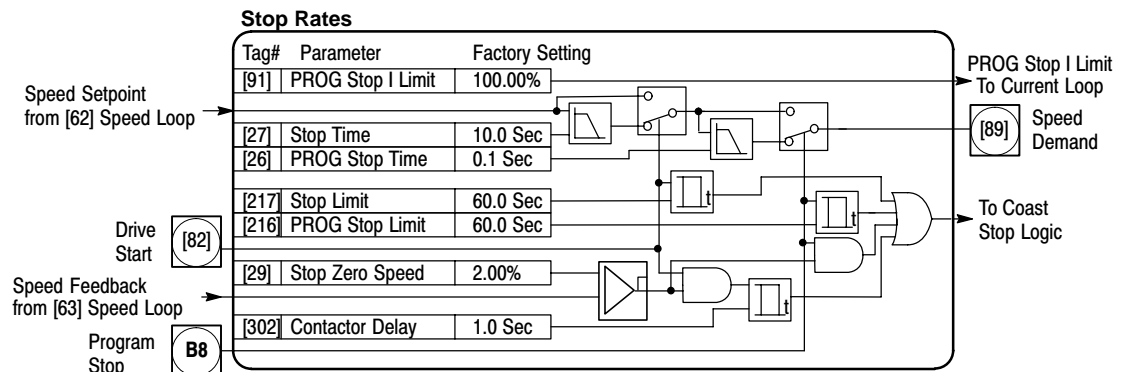 Stop Rates
Tag# Parameter Factory Setting
[91] PROG Stop I Limit 100.00%
PROG Stop I Limit
To Current Loop
Speed Setpoint
from [62] Speed Loop
[27] Stop Time 10.0 Sec
[26] PROG Stop Time 0.1 Sec
[89]
Speed
Demand
[217] Stop Limit 60.0 Sec
[216] PROG Stop Limit 60.0 Sec
t
t
To Coast
Stop Logic
Drive
Start
[82]
[29] Stop Zero Speed 2.00%
Speed Feedback
from [63] Speed Loop
t
[302] Contactor Delay 1.0 Sec
Program
Stop
B8